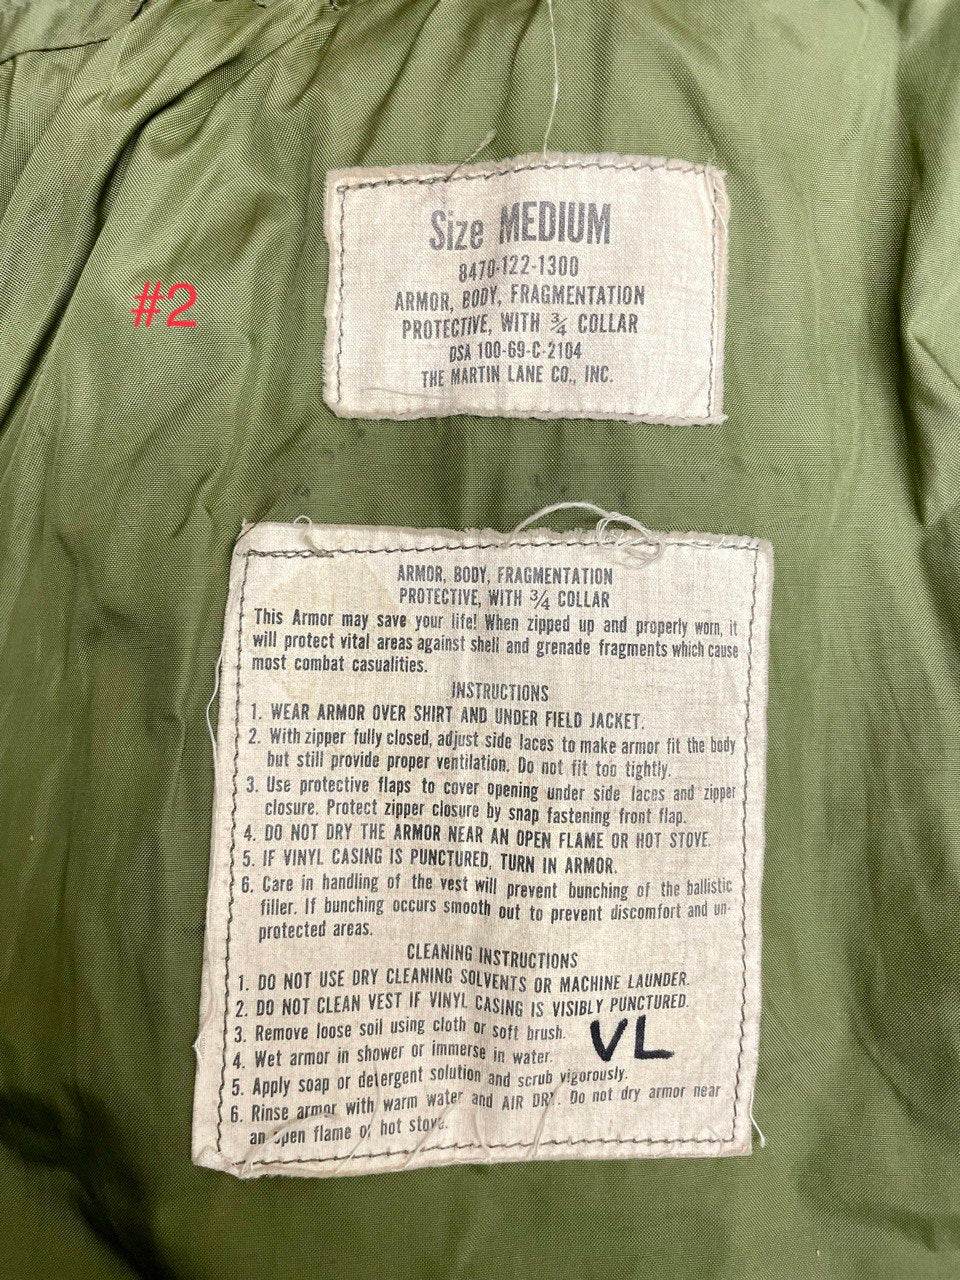 Size MEDIUM
8470-122-1300
ARMOR, BODY, FRAGMENTATION
PROTECTIVE, WITH ¾ COLLAR
DSA 100-69-C-2104
THE MARTIN LANE CO., INC.
#2
ARMOR, BODY, FRAGMENTATION
PROTECTIVE, WITH ¾ COLLAR
This Armor may save your life! When zipped up and properly worn, it
will protect vital areas against shell and grenade fragments which cause
most combat casualities.
INSTRUCTIONS
1. WEAR ARMOR OVER SHIRT AND UNDER FIELD JACKET.
2. With zipper fully closed, adjust side laces to make armor fit the body
but still provide proper ventilation. Do not fit too tightly.
3. Use protective flaps to cover opening under side laces and zipper
closure. Protect zipper closure by snap fastening front flap.
4. DO NOT DRY THE ARMOR NEAR AN OPEN FLAME OR HOT STOVE.
5. IF VINYL CASING IS PUNCTURED, TURN IN ARMOR.
6. Care in handling of the vest will prevent bunching of the ballistic
filler. If bunching occurs smooth out to prevent discomfort and un-
protected areas.
CLEANING INSTRUCTIONS
1. DO NOT USE DRY CLEANING SOLVENTS OR MACHINE LAUNDER.
2. DO NOT CLEAN VEST IF VINYL CASING IS VISIBLY PUNCTURED.
3. Remove loose soil using cloth or soft brush.
VL
4. Wet armor in shower or immerse in water.
5. Apply soap or detergent solution and scrub vigorously.
6. Rinse armor with warm water and AIR DRY. Do not dry armor near
an open flame or hot stove.